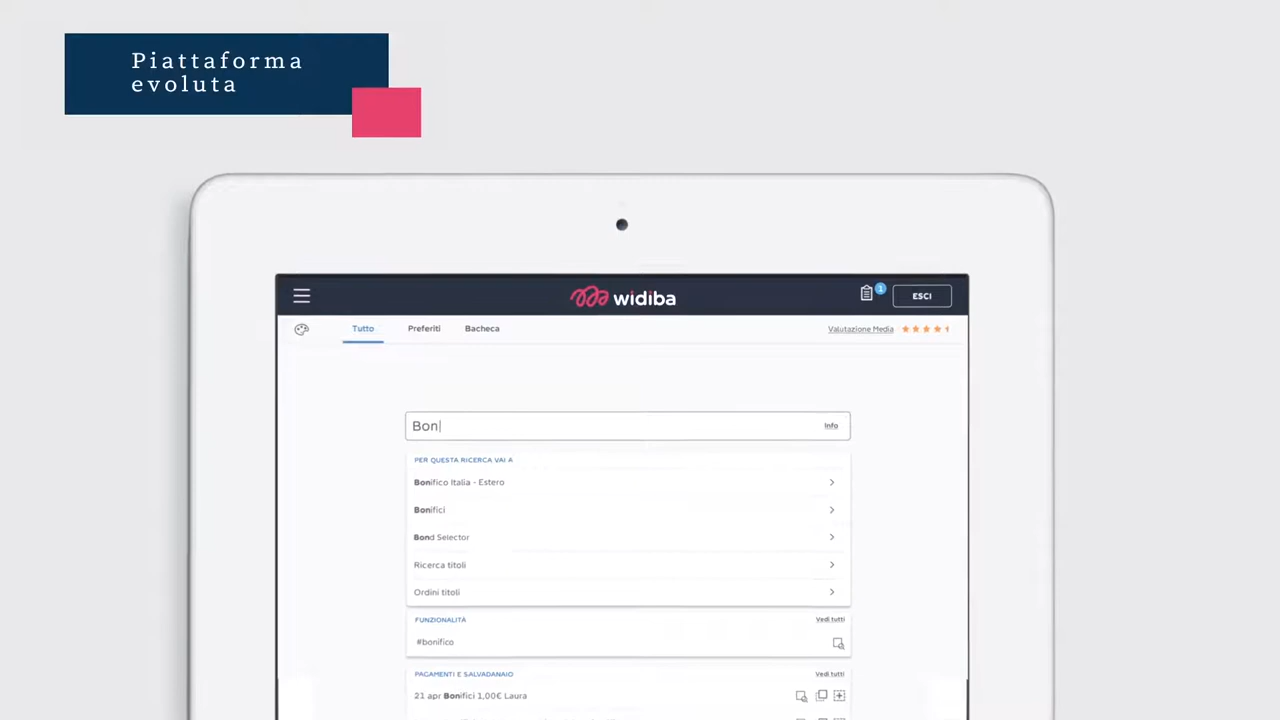 Piattaforma
evoluta
widiba
1
ESCI
Tutto Preferiti Bacheca Valutazione Media
Bon Info
PER QUESTA RICERCA VAI A
Bonifico Italia - Estero
Bonifici
Bond Selector
Ricerca titoli
Ordini titoli
FUNZIONALITÀ Vedi tutti
#bonifico
PAGAMENTI E SALVADANAIO Vedi tutti
21 apr Bonifici 1,00€ Laura